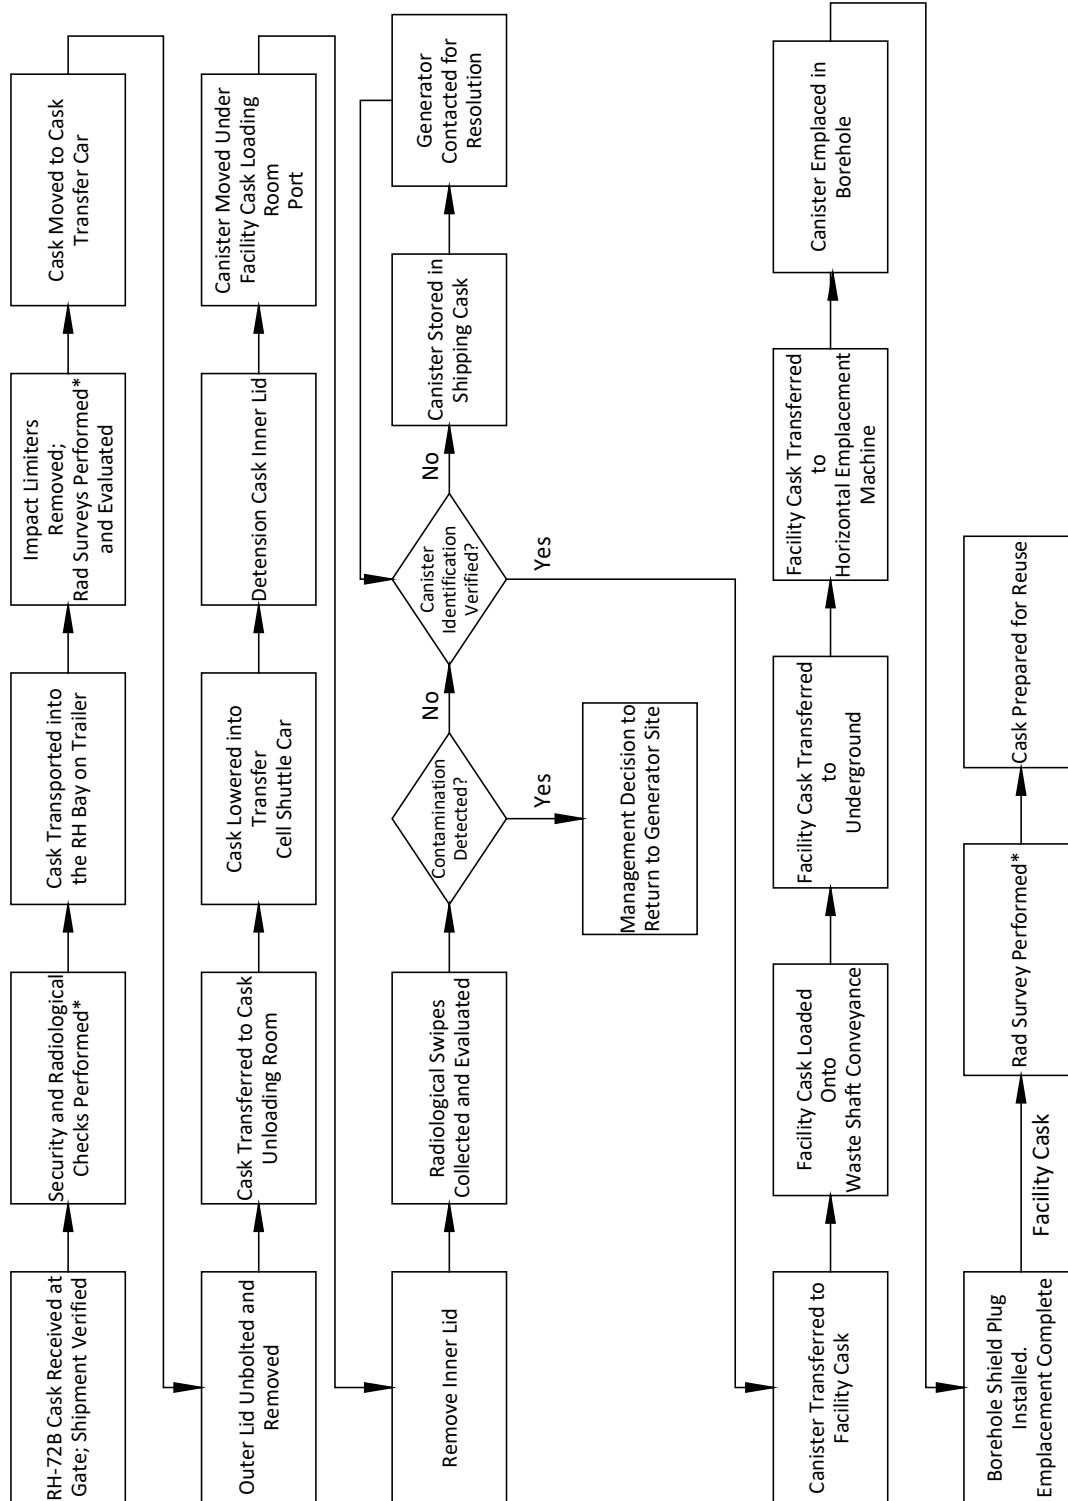 RH-72B Cask Received at
Gate; Shipment Verified
Security and Radiological
Checks Performed*
Cask Transported into
the RH Bay on Trailer
Impact Limiters
Removed;
Rad Surveys Performed*
and Evaluated
Cask Moved to Cask
Transfer Car
Outer Lid Unbolted and
Removed
Cask Transferred to Cask
Unloading Room
Cask Lowered into
Transfer
Cell Shuttle Car
Detension Cask Inner Lid
Canister Moved Under
Facility Cask Loading
Room
Port
Remove Inner Lid
Radiological Swipes
Collected and Evaluated
Contamination
Detected?
No
Yes
Management Decision to
Return to Generator Site
Canister
Identification
Verified?
No
Yes
Canister Stored in
Shipping Cask
Generator
Contacted for
Resolution
Canister Transferred to
Facility Cask
Facility Cask Loaded
Onto
Waste Shaft Conveyance
Facility Cask Transferred
to
Underground
Facility Cask Transferred
to
Horizontal Emplacement
Machine
Canister Emplaced in
Borehole
Borehole Shield Plug
Installed.
Emplacement Complete
Facility Cask
Rad Survey Performed*
Cask Prepared for Reuse